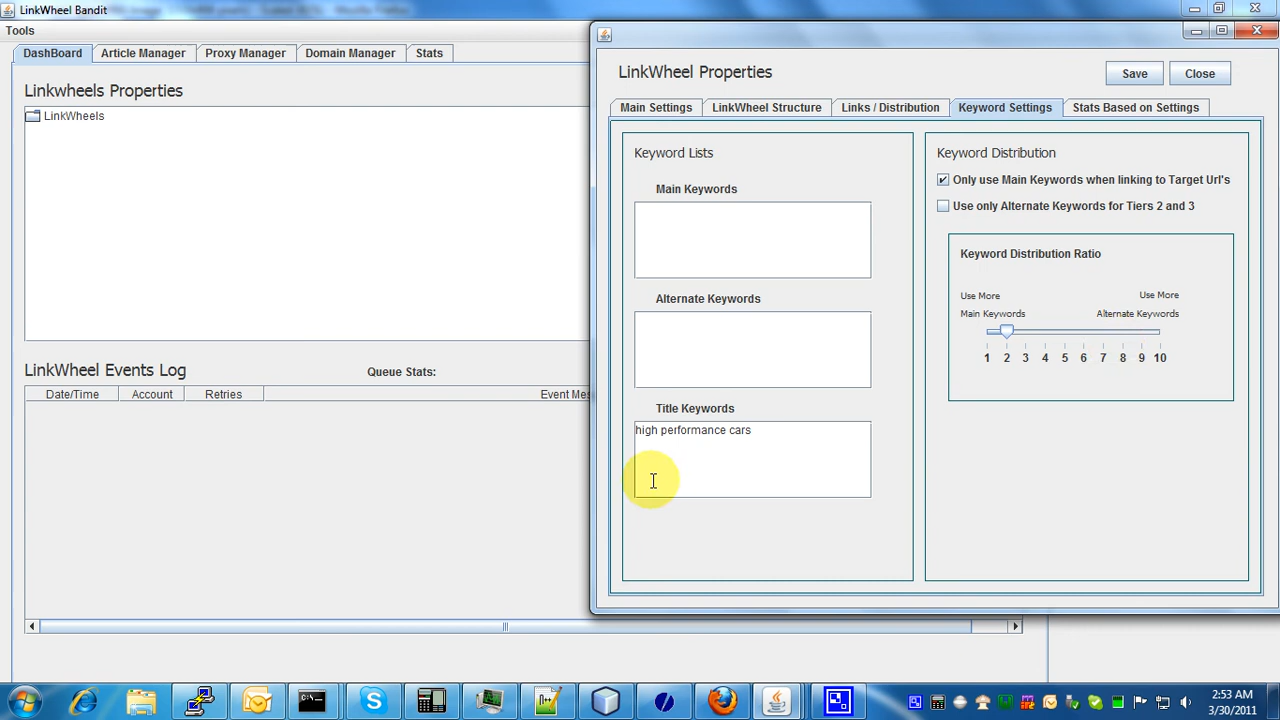 LinkWheel Bandit
Tools
DashBoard
Article Manager
Proxy Manager
Domain Manager
Stats
Linkwheels Properties
LinkWheels
LinkWheel Events Log
Queue Stats:
Date/Time
Account
Retries
Event Mes
LinkWheel Properties
Save
Close
Main Settings
LinkWheel Structure
Links / Distribution
Keyword Settings
Stats Based on Settings
Keyword Lists
Main Keywords
Alternate Keywords
Title Keywords
high performance cars
Keyword Distribution
Only use Main Keywords when linking to Target Url's
Use only Alternate Keywords for Tiers 2 and 3
Keyword Distribution Ratio
Use More
Main Keywords
Use More
Alternate Keywords
1 2 3 4 5 6 7 8 9 10
2:53 AM
3/30/2011